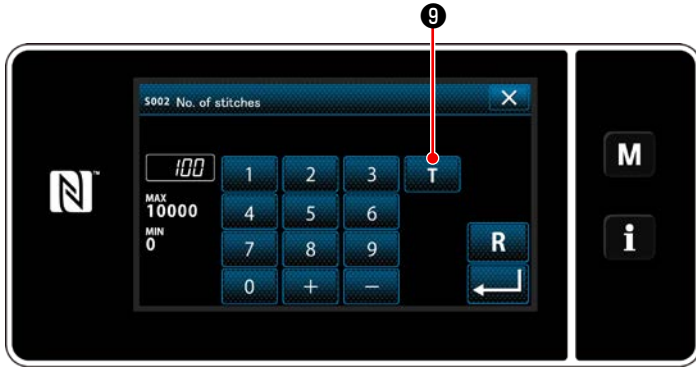 ❾
S002 No. of stitches
100
1 2 3 T
MAX
10000
4 5 6
M
MIN
0
7 8 9
R
i
0 + −